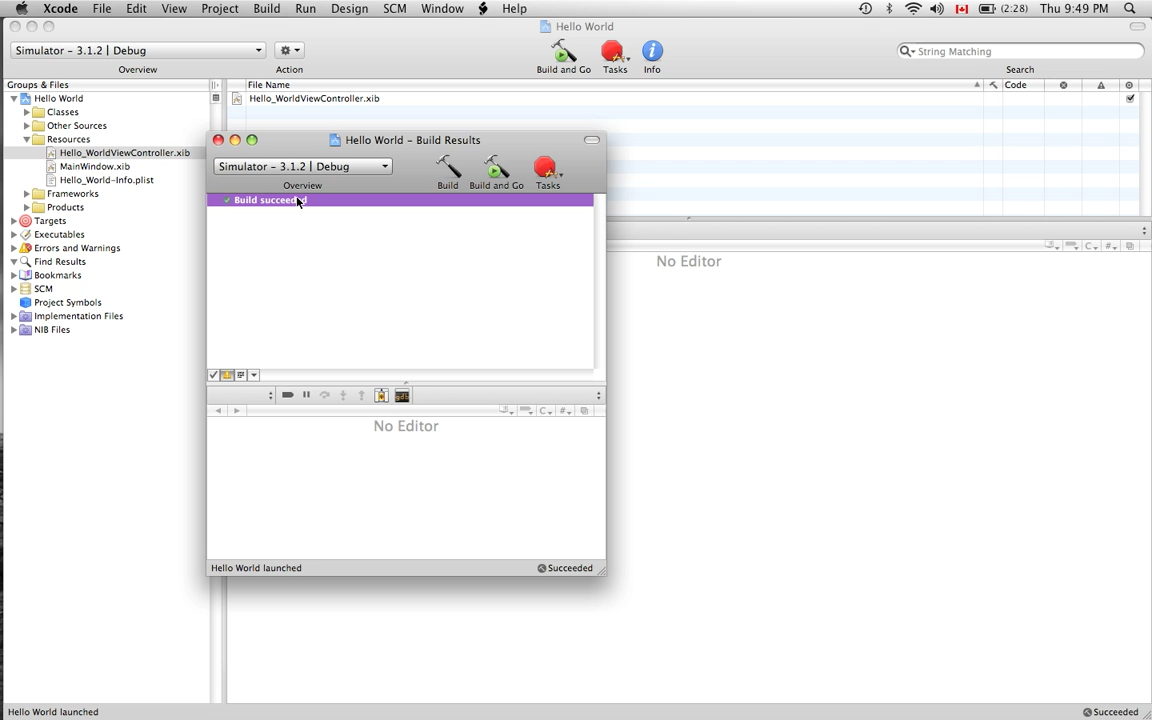 Xcode File Edit View Project Build Run Design SCM Window Help (2:28) Thu 9:49 PM
Hello World
Simulator – 3.1.2 | Debug
String Matching
Overview Action Build and Go Tasks Info Search
Groups & Files
File Name Code
Hello World
Hello_WorldViewController.xib
Classes
Other Sources
Resources
Hello_WorldViewController.xib
MainWindow.xib
Hello_World-Info.plist
Frameworks
Products
Targets
Executables
Errors and Warnings
Find Results
Bookmarks
SCM
Project Symbols
Implementation Files
NIB Files
Hello World – Build Results
Simulator – 3.1.2 | Debug
Overview Build Build and Go Tasks
Build succeeded
C #
No Editor
C #
No Editor
Hello World launched Succeeded
Hello World launched Succeeded